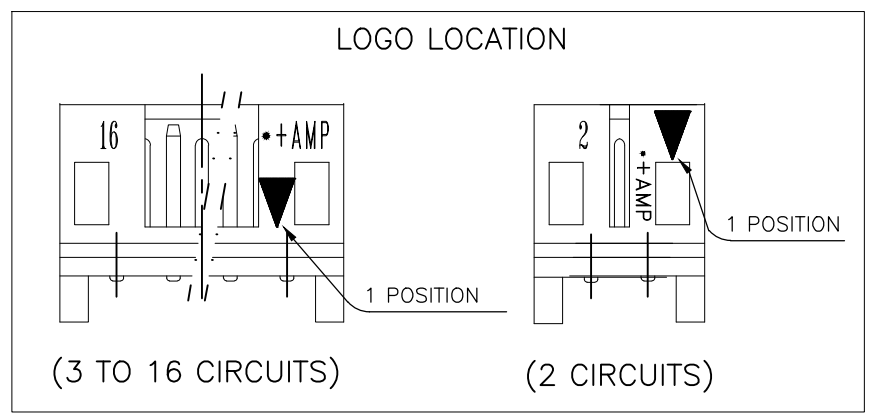 LOGO LOCATION
16
*+AMP
1 POSITION
(3 TO 16 CIRCUITS)
2
*+AMP
1 POSITION
(2 CIRCUITS)